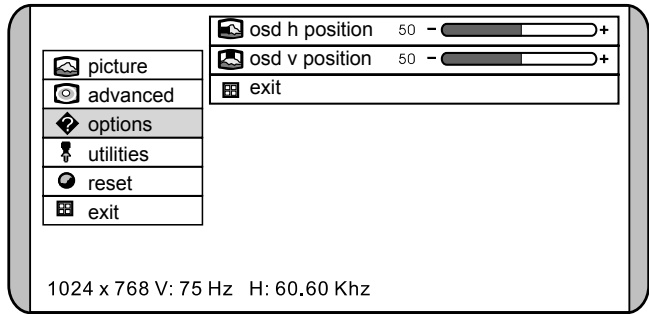 osd h position 50 - +
osd v position 50 - +
exit
picture
advanced
options
utilities
reset
exit
1024 x 768 V: 75 Hz H: 60.60 Khz